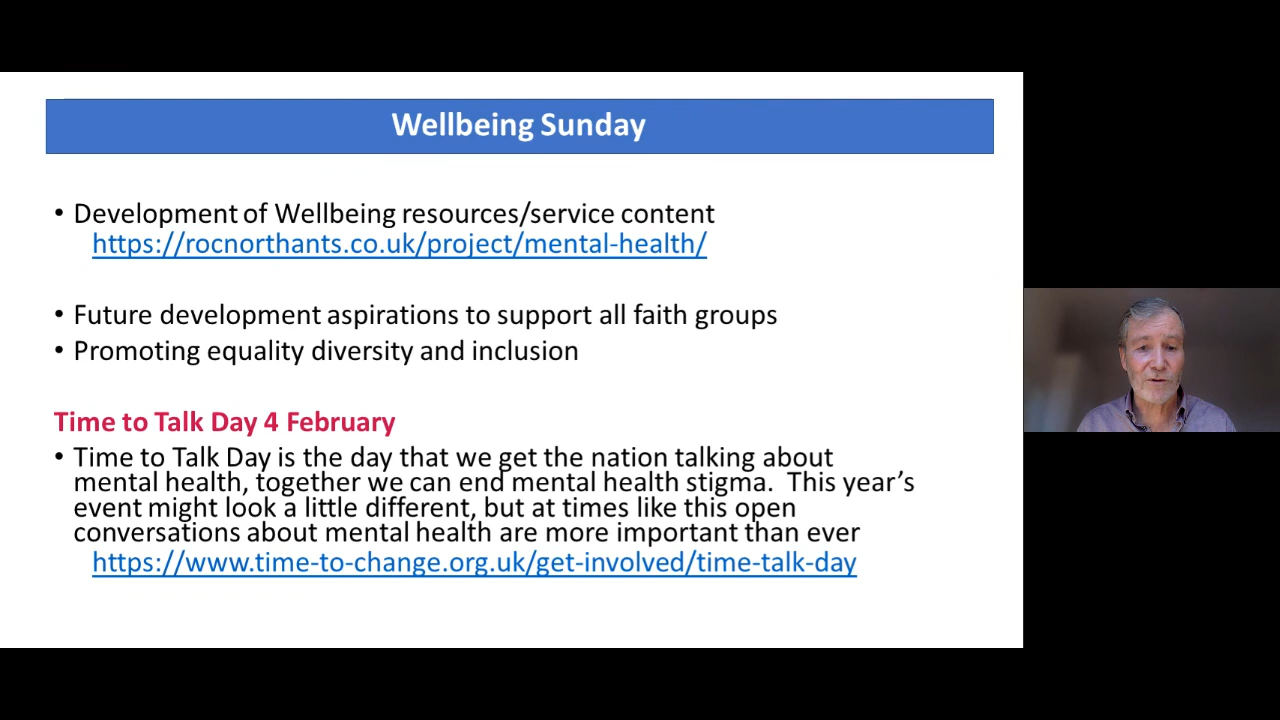 Wellbeing Sunday
• Development of Wellbeing resources/service content
https://rocnorthants.co.uk/project/mental-health/
• Future development aspirations to support all faith groups
• Promoting equality diversity and inclusion
Time to Talk Day 4 February
• Time to Talk Day is the day that we get the nation talking about
mental health, together we can end mental health stigma.  This year’s
event might look a little different, but at times like this open
conversations about mental health are more important than ever
https://www.time-to-change.org.uk/get-involved/time-talk-day